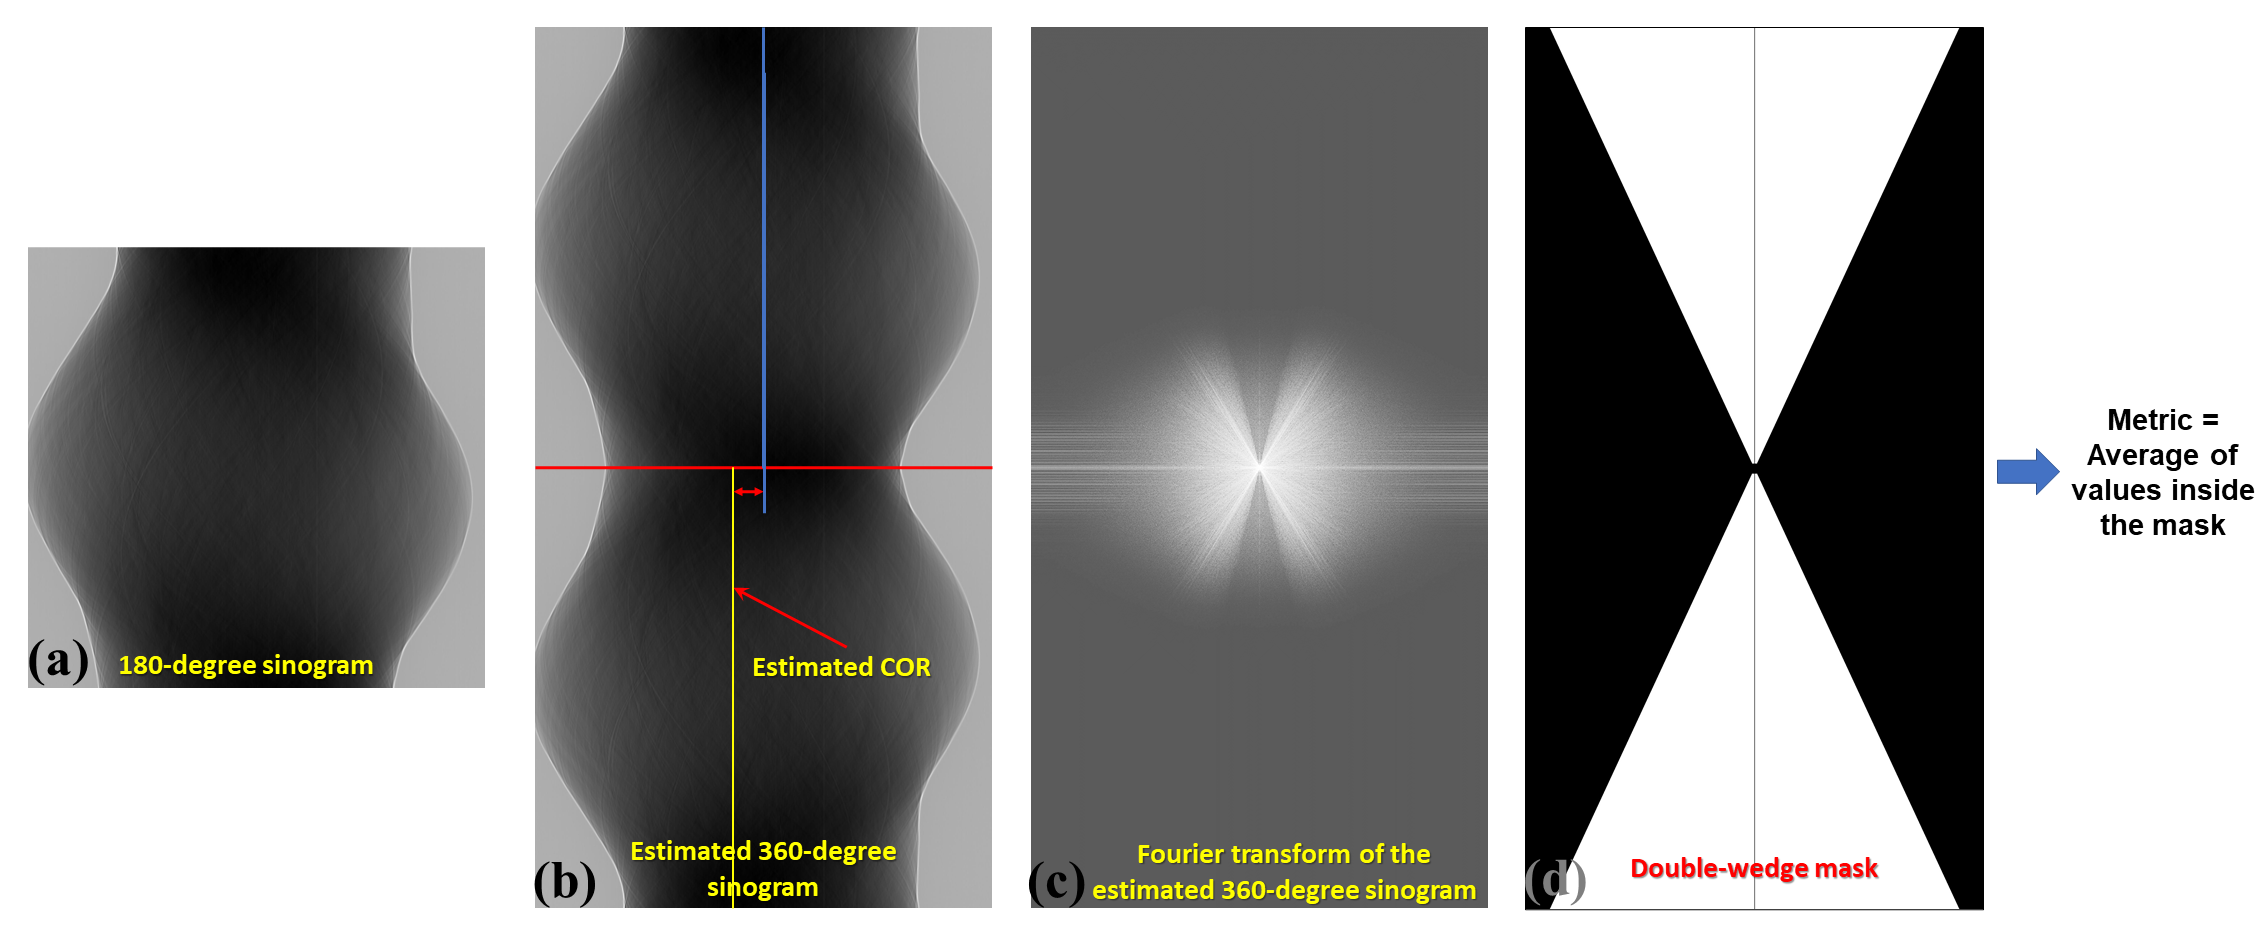 (a)
180-degree sinogram
Estimated COR
(b)
Estimated 360-degree
sinogram
(c)
Fourier transform of the
estimated 360-degree sinogram
(d)
Double-wedge mask
Metric =
Average of
values inside
the mask